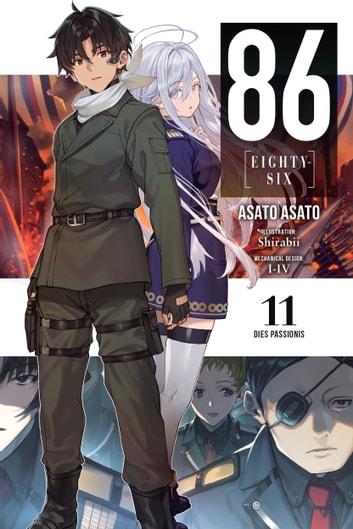 86
[EIGHTY-
SIX]
ASATO ASATO
ILLUSTRATION:
Shirabii
MECHANICAL DESIGN:
I-IV
11
DIES PASSIONIS